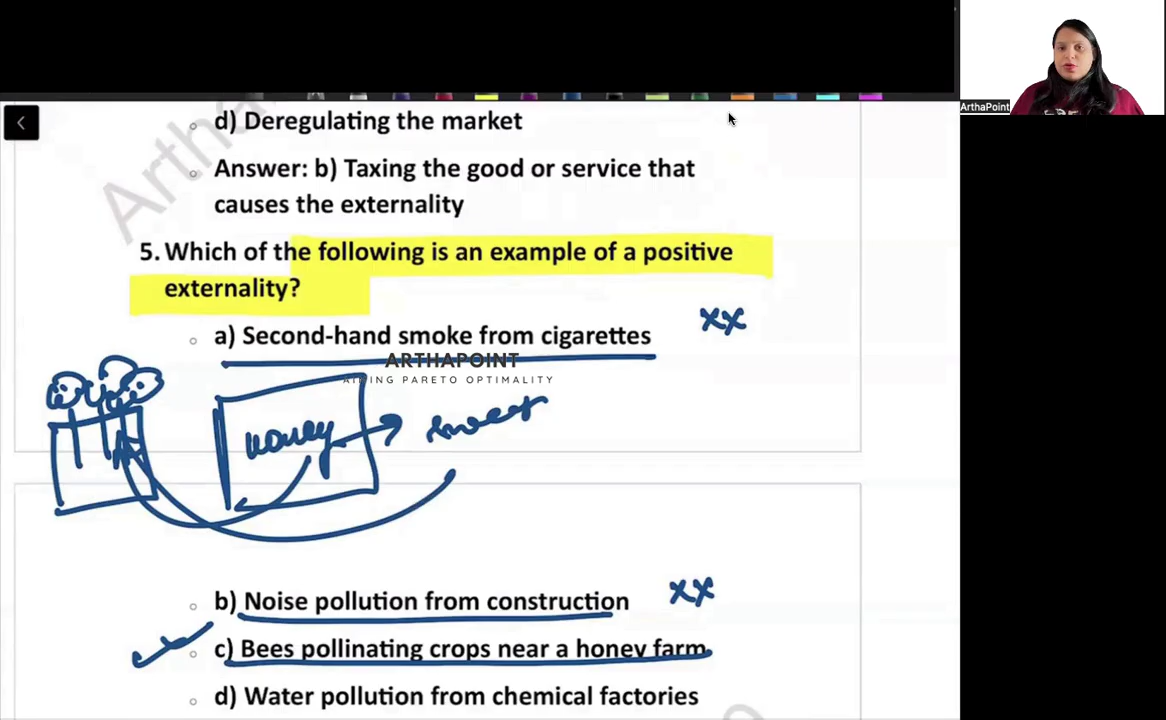 ArthaPoint
d) Deregulating the market
Answer: b) Taxing the good or service that
causes the externality
5. Which of the following is an example of a positive
externality?
a) Second-hand smoke from cigarettes
xx
ARTHAPOINT
AIMING PARETO OPTIMALITY
honey
sweet
b) Noise pollution from construction
xx
c) Bees pollinating crops near a honey farm
d) Water pollution from chemical factories